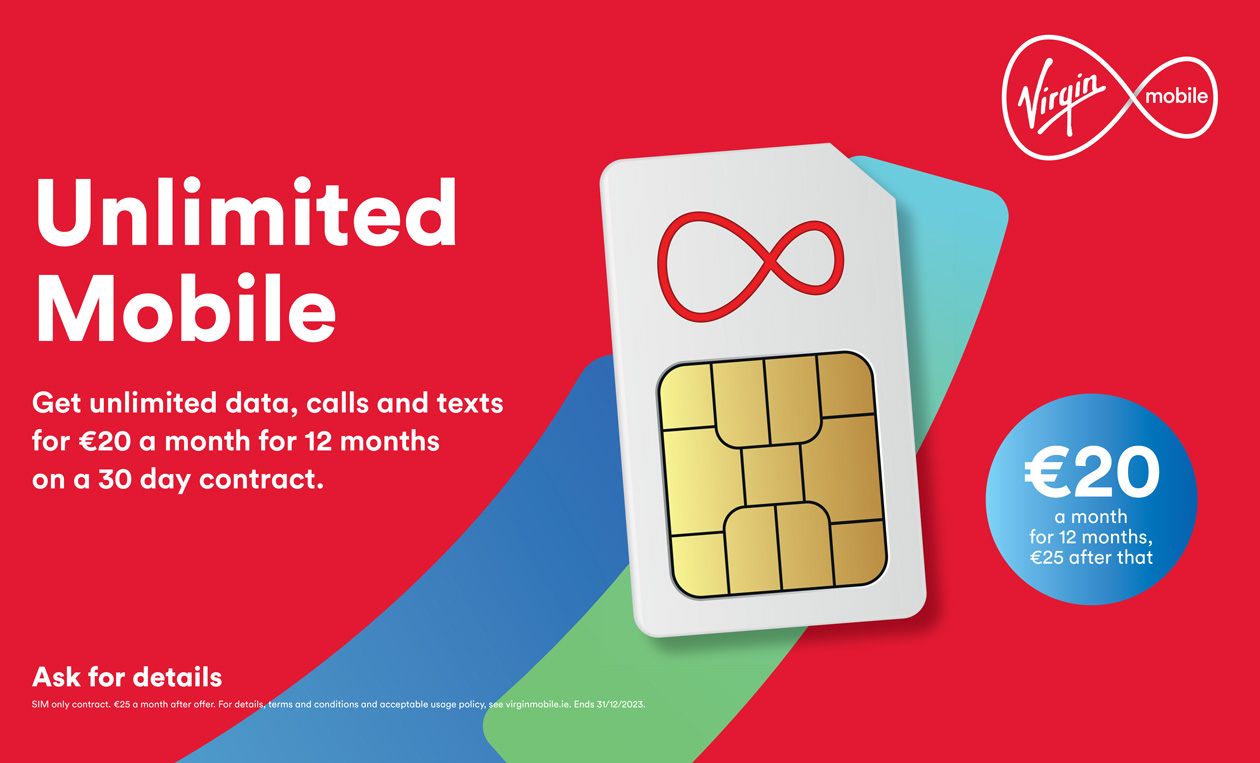 Virgin mobile
Unlimited
Mobile
Get unlimited data, calls and texts
for €20 a month for 12 months
on a 30 day contract.
€20
a month
for 12 months,
€25 after that
Ask for details
SIM only contract. €25 a month after offer. For details, terms and conditions and acceptable usage policy, see virginmobile.ie. Ends 31/12/2023.